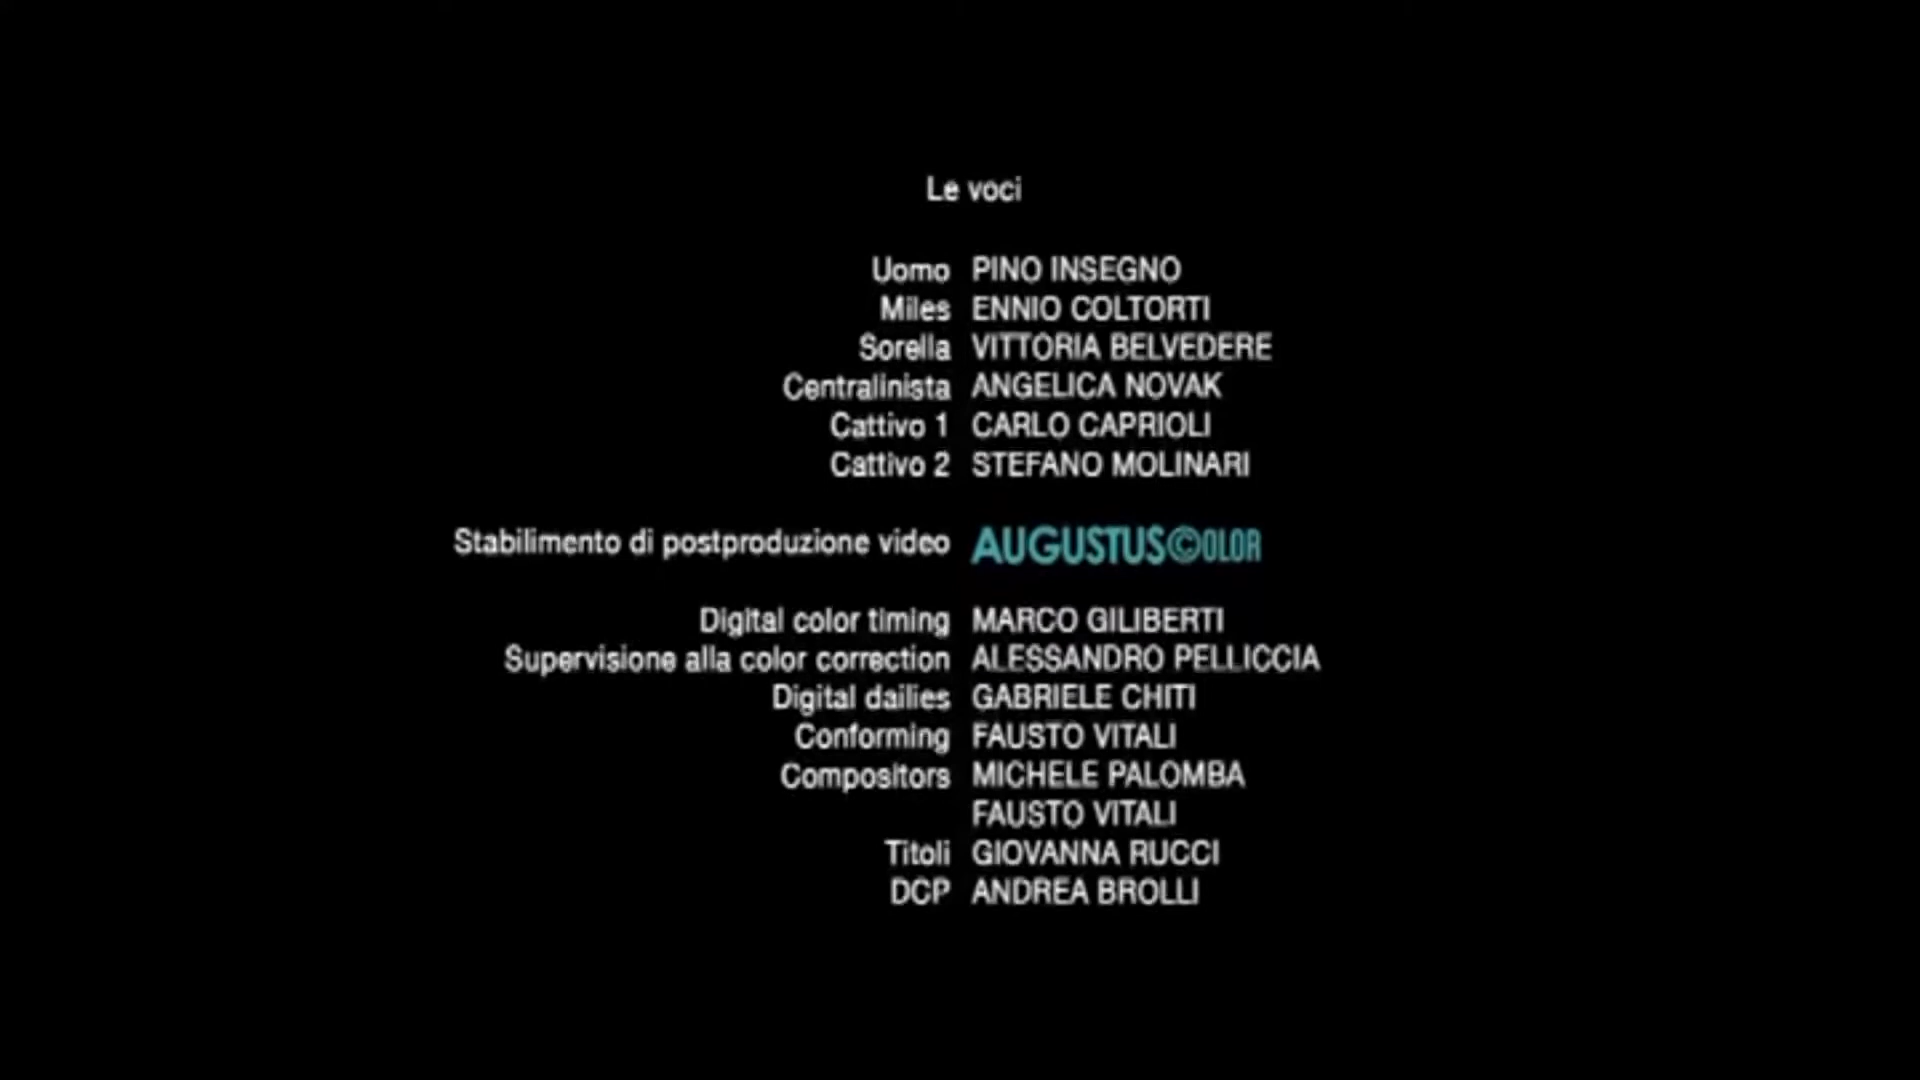 Le voci
Uomo PINO INSEGNO
Miles ENNIO COLTORTI
Sorella VITTORIA BELVEDERE
Centralinista ANGELICA NOVAK
Cattivo 1 CARLO CAPRIOLI
Cattivo 2 STEFANO MOLINARI
Stabilimento di postproduzione video AUGUSTUS©OLOR
Digital color timing MARCO GILIBERTI
Supervisione alla color correction ALESSANDRO PELLICCIA
Digital dailies GABRIELE CHITI
Conforming FAUSTO VITALI
Compositors MICHELE PALOMBA
FAUSTO VITALI
Titoli GIOVANNA RUCCI
DCP ANDREA BROLLI